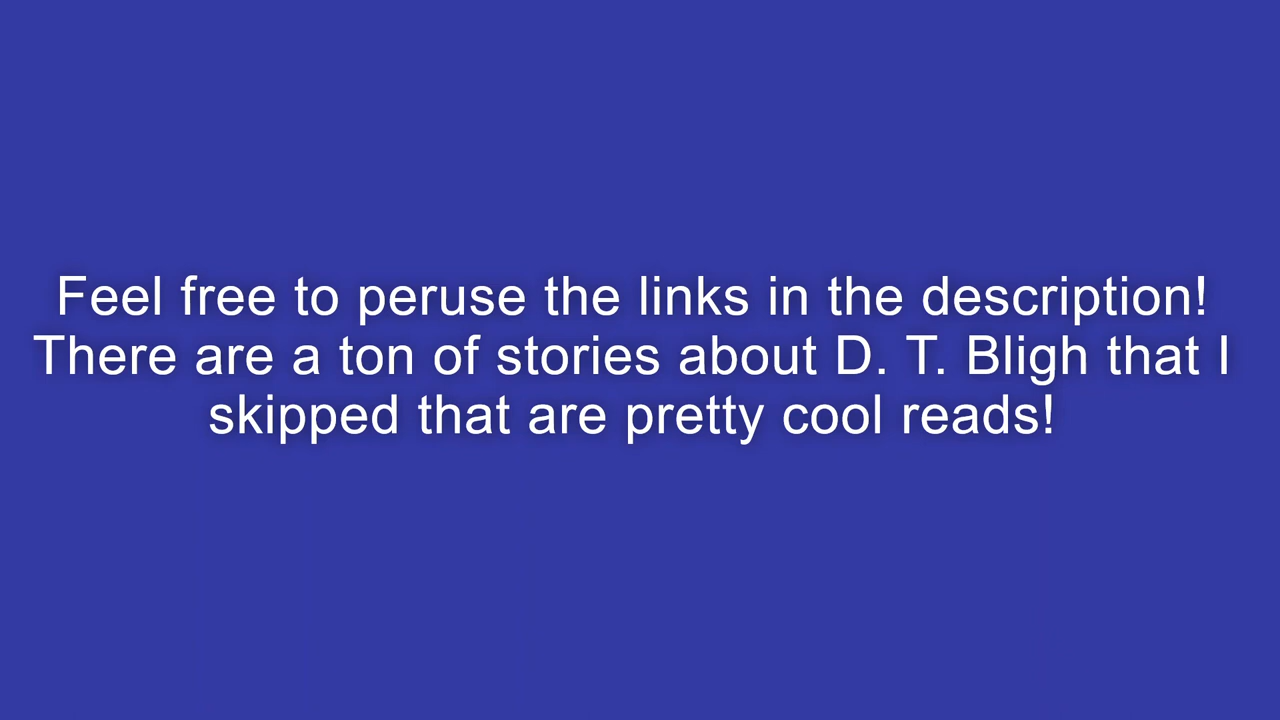 Feel free to peruse the links in the description!
There are a ton of stories about D. T. Bligh that I
skipped that are pretty cool reads!